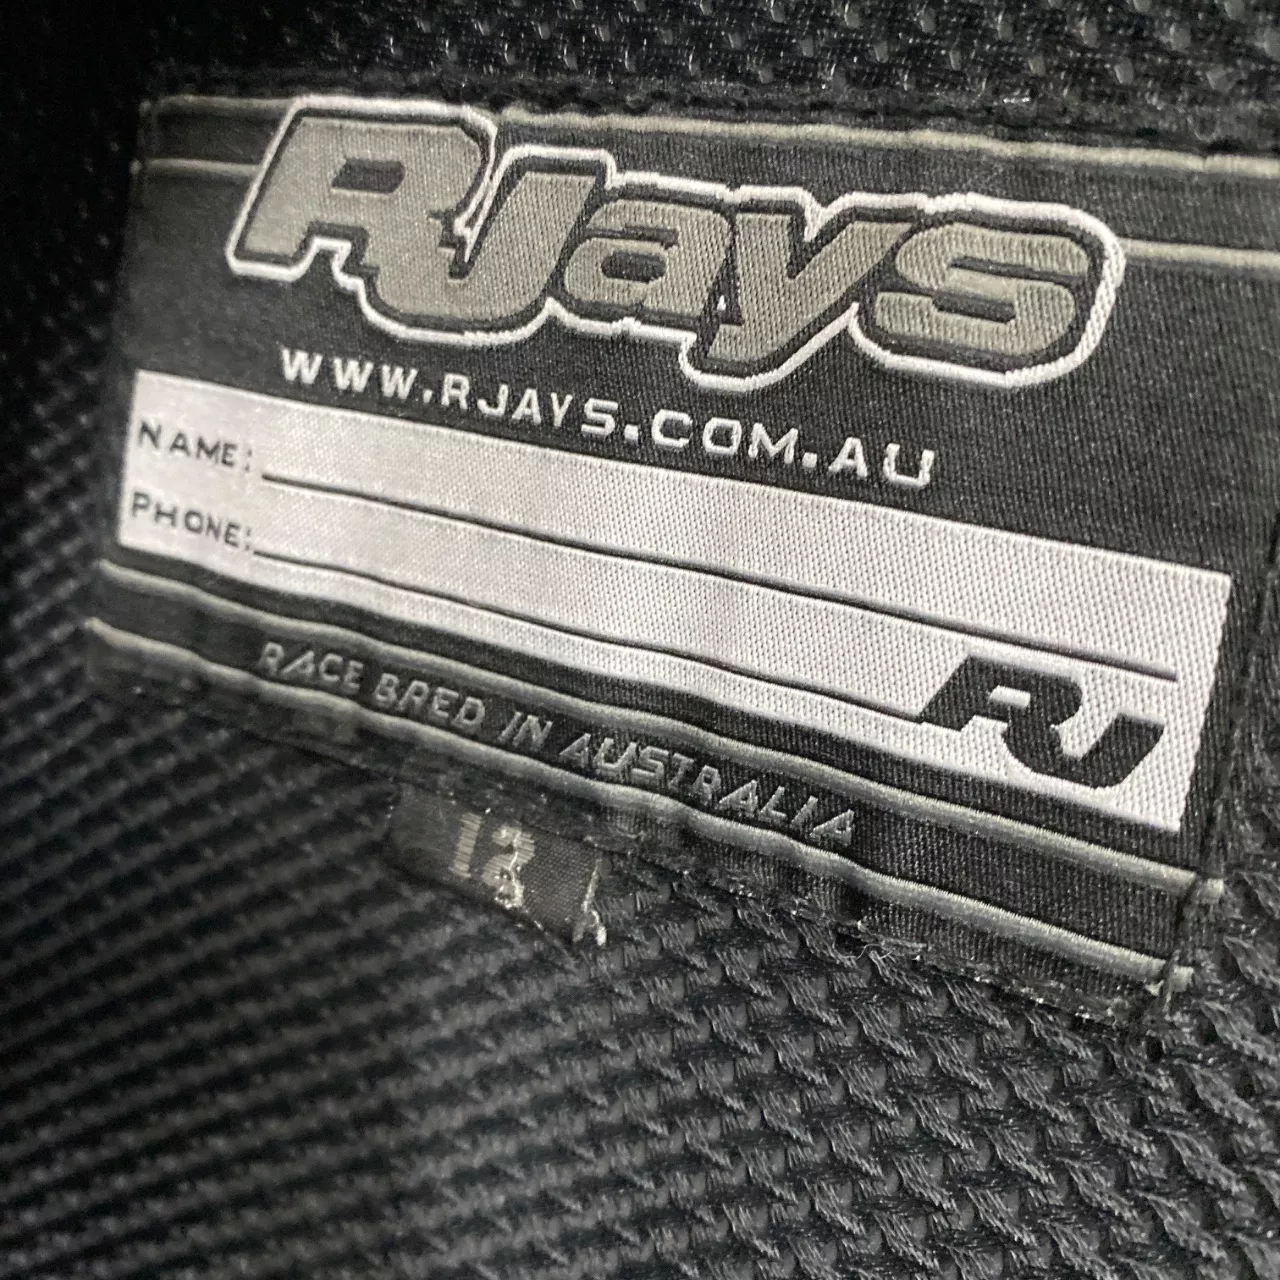 RJays
WWW.RJAYS.COM.AU
NAME:
PHONE:
RJ
RACE BRED IN AUSTRALIA
12